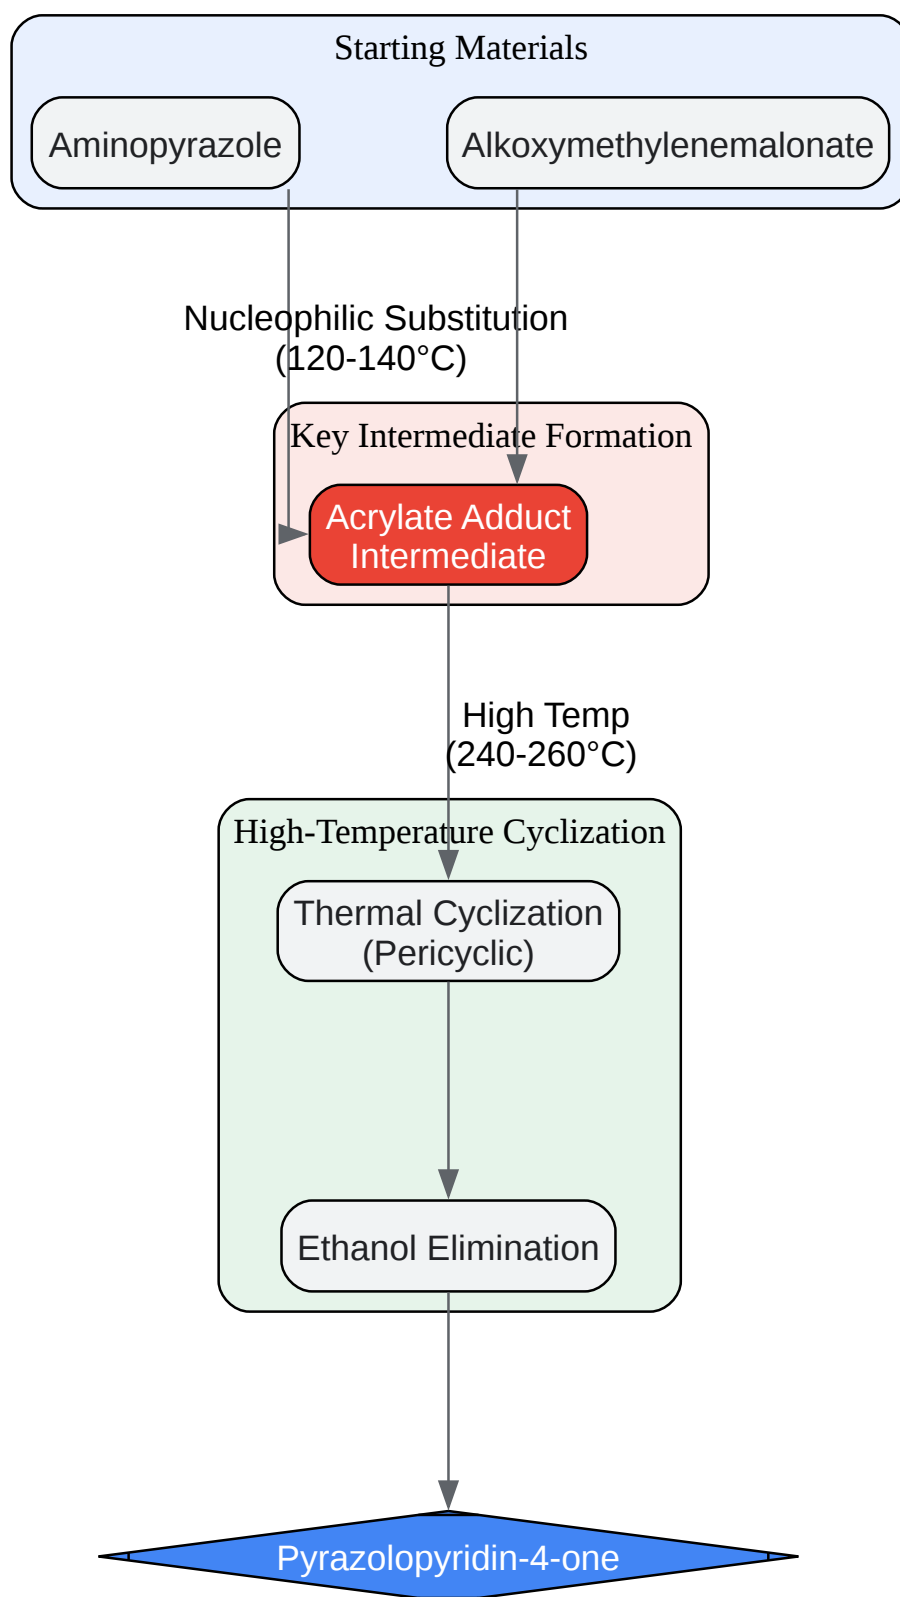 Starting Materials
Aminopyrazole
Alkoxymethylenemalonate
Nucleophilic Substitution
(120-140°C)
Key Intermediate Formation
Acrylate Adduct
Intermediate
High Temp
(240-260°C)
High-Temperature Cyclization
Thermal Cyclization
(Pericyclic)
Ethanol Elimination
Pyrazolopyridin-4-one